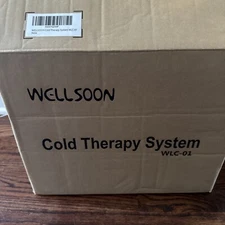 WELLSOON
Cold Therapy System
WLC-01